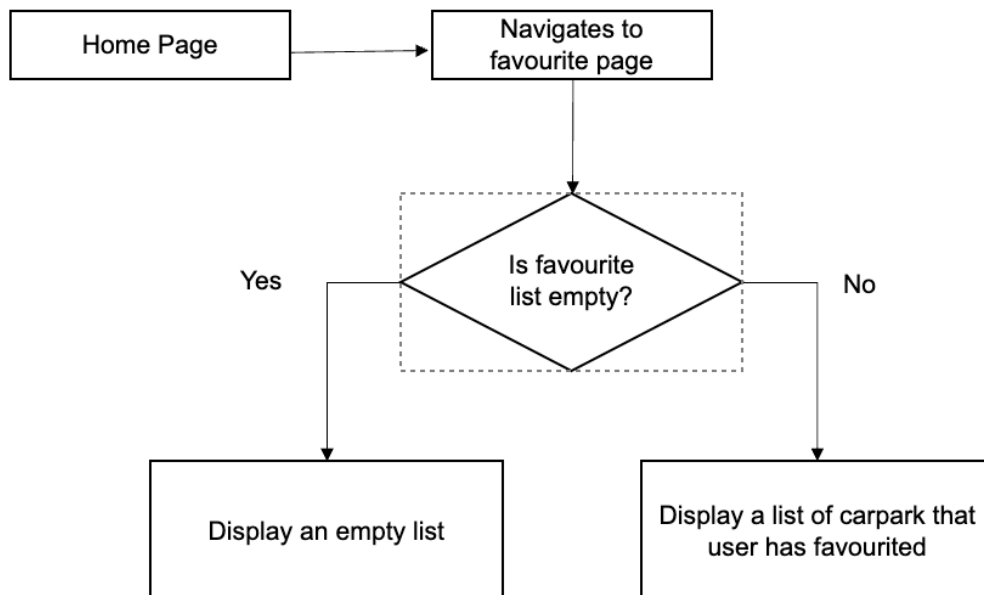 Home Page
Navigates to
favourite page
Is favourite
list empty?
Yes
No
Display an empty list
Display a list of carpark that
user has favourited